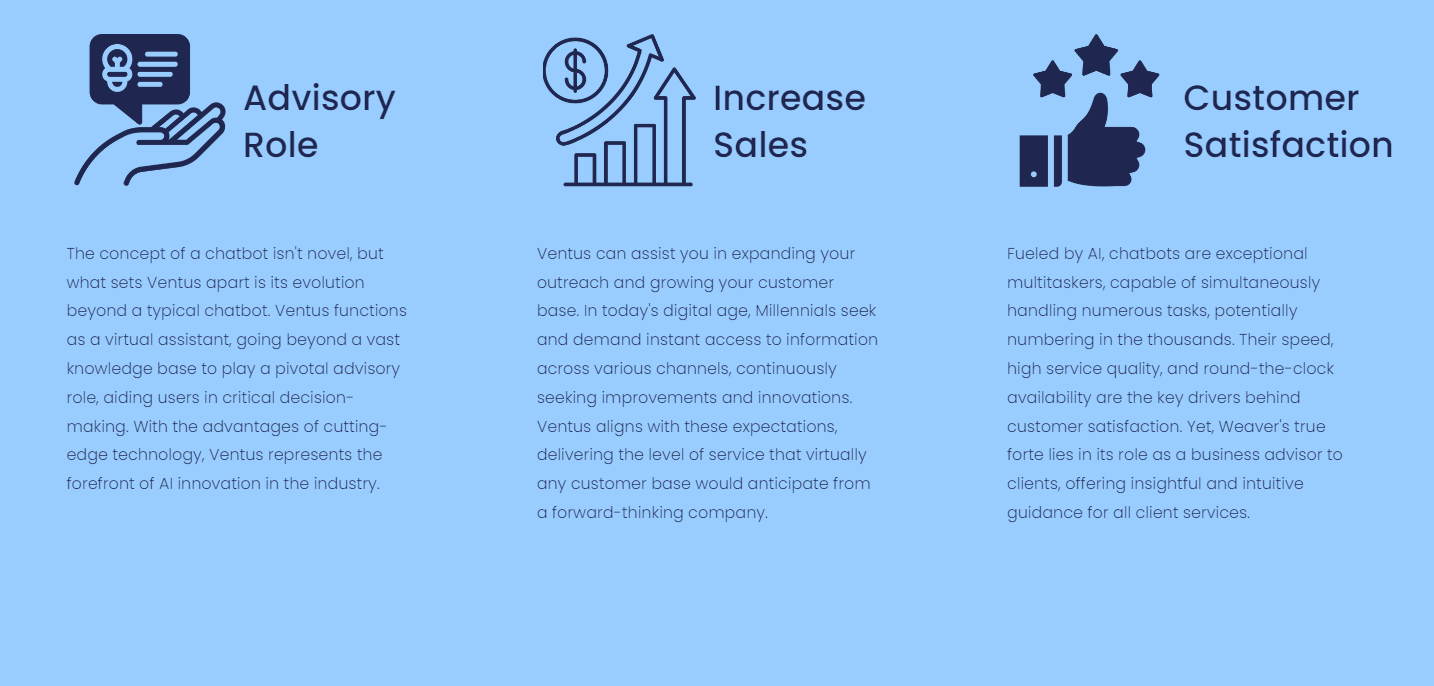 Advisory
Role
The concept of a chatbot isn't novel, but
what sets Ventus apart is its evolution
beyond a typical chatbot. Ventus functions
as a virtual assistant, going beyond a vast
knowledge base to play a pivotal advisory
role, aiding users in critical decision-
making. With the advantages of cutting-
edge technology, Ventus represents the
forefront of AI innovation in the industry.
$
Increase
Sales
Ventus can assist you in expanding your
outreach and growing your customer
base. In today's digital age, Millennials seek
and demand instant access to information
across various channels, continuously
seeking improvements and innovations.
Ventus aligns with these expectations,
delivering the level of service that virtually
any customer base would anticipate from
a forward-thinking company.
Customer
Satisfaction
Fueled by AI, chatbots are exceptional
multitaskers, capable of simultaneously
handling numerous tasks, potentially
numbering in the thousands. Their speed,
high service quality, and round-the-clock
availability are the key drivers behind
customer satisfaction. Yet, Weaver's true
forte lies in its role as a business advisor to
clients, offering insightful and intuitive
guidance for all client services.